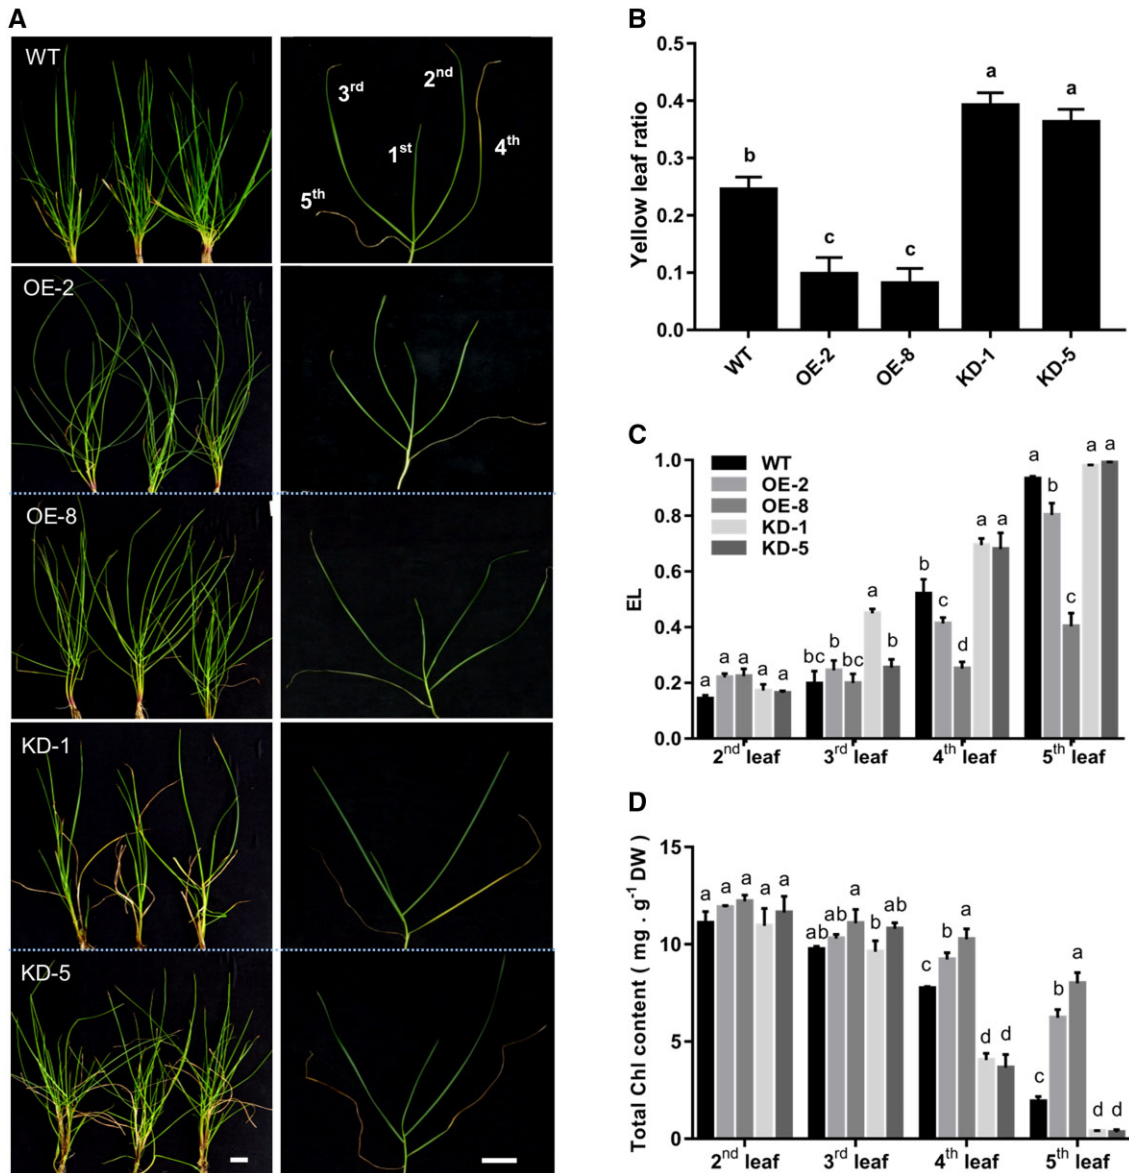 A
WT
1st
2nd
3rd
4th
5th
OE-2
OE-8
KD-1
KD-5
B
Yellow leaf ratio
0.5
0.4
0.3
0.2
0.1
0.0
b
c
c
a
a
WT
OE-2
OE-8
KD-1
KD-5
C
EL
1.0
0.8
0.6
0.4
0.2
0.0
WT
OE-2
OE-8
KD-1
KD-5
a a a a a
bc b bc a b
b c d a a
a b c a a
2nd leaf 3rd leaf 4th leaf 5th leaf
D
Total Chl content ( mg . g-1 DW )
15
10
5
0
a a a a a
ab ab a b ab
c b a d d
c b a d d
2nd leaf 3rd leaf 4th leaf 5th leaf